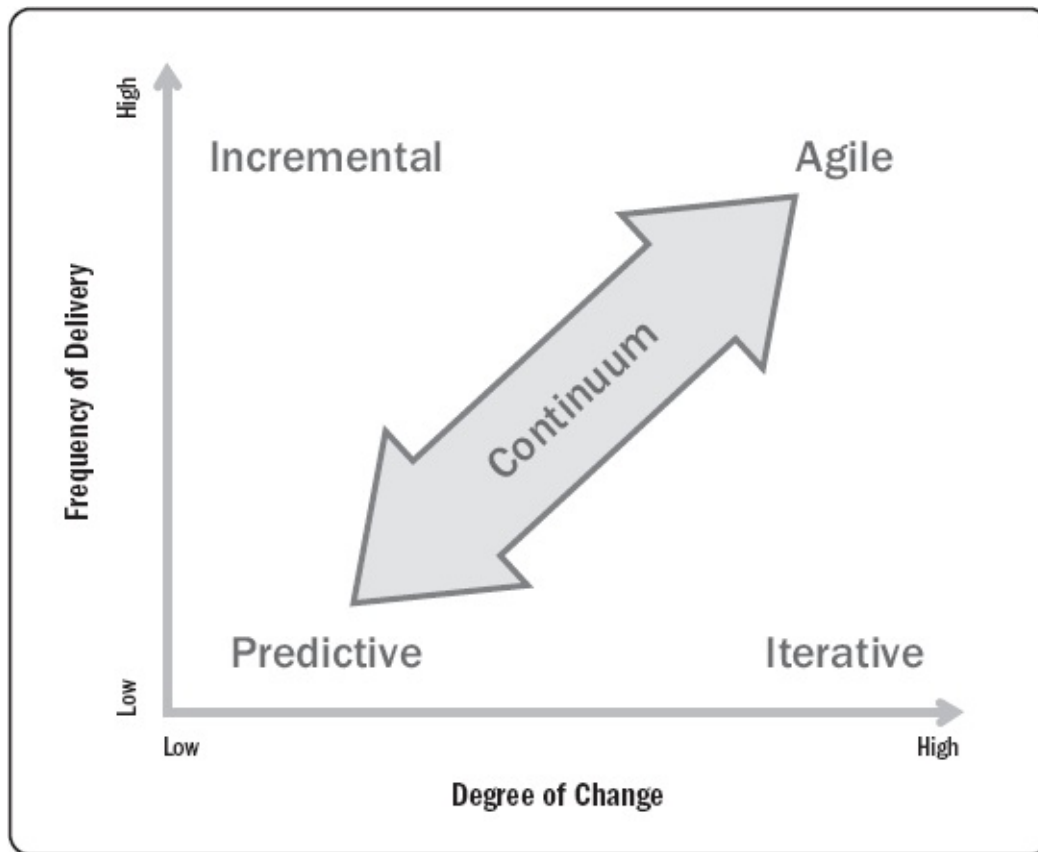 High
Incremental
Agile
Frequency of Delivery
Continuum
Predictive
Iterative
Low
Low
High
Degree of Change